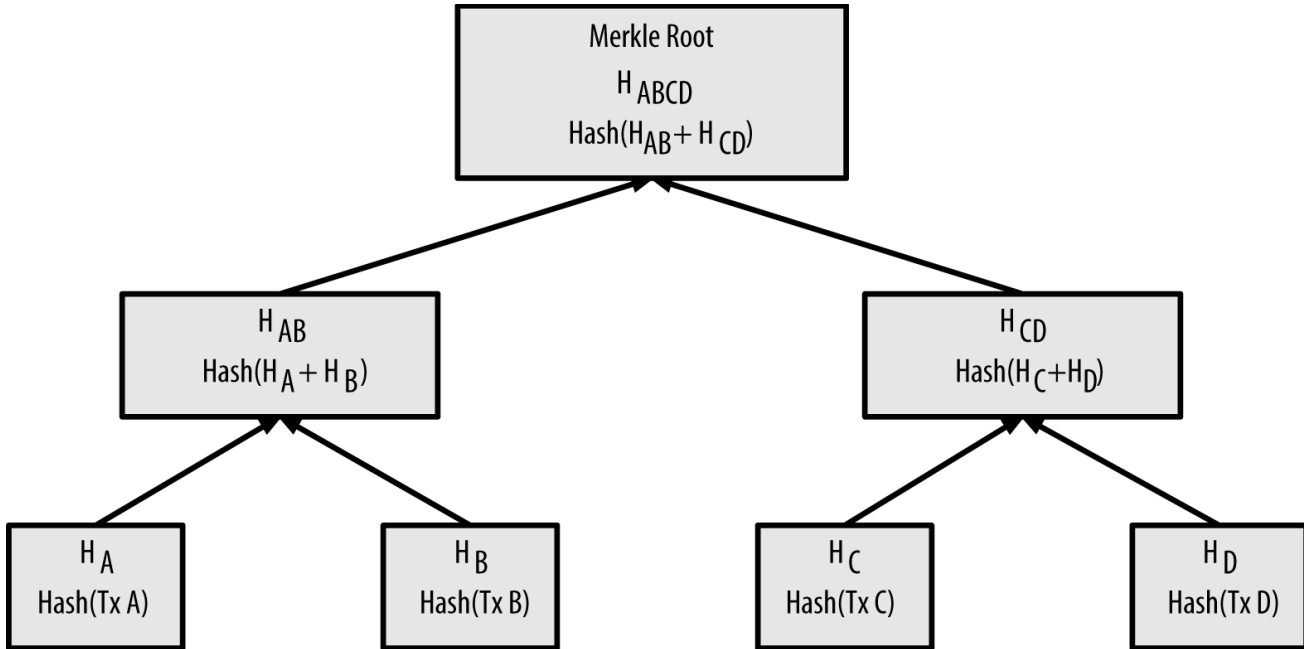 Merkle Root
H ABCD
Hash(H AB + H CD)
H AB
Hash(H A + H B)
H CD
Hash(H C+H D)
H A
Hash(Tx A)
H B
Hash(Tx B)
H C
Hash(Tx C)
H D
Hash(Tx D)